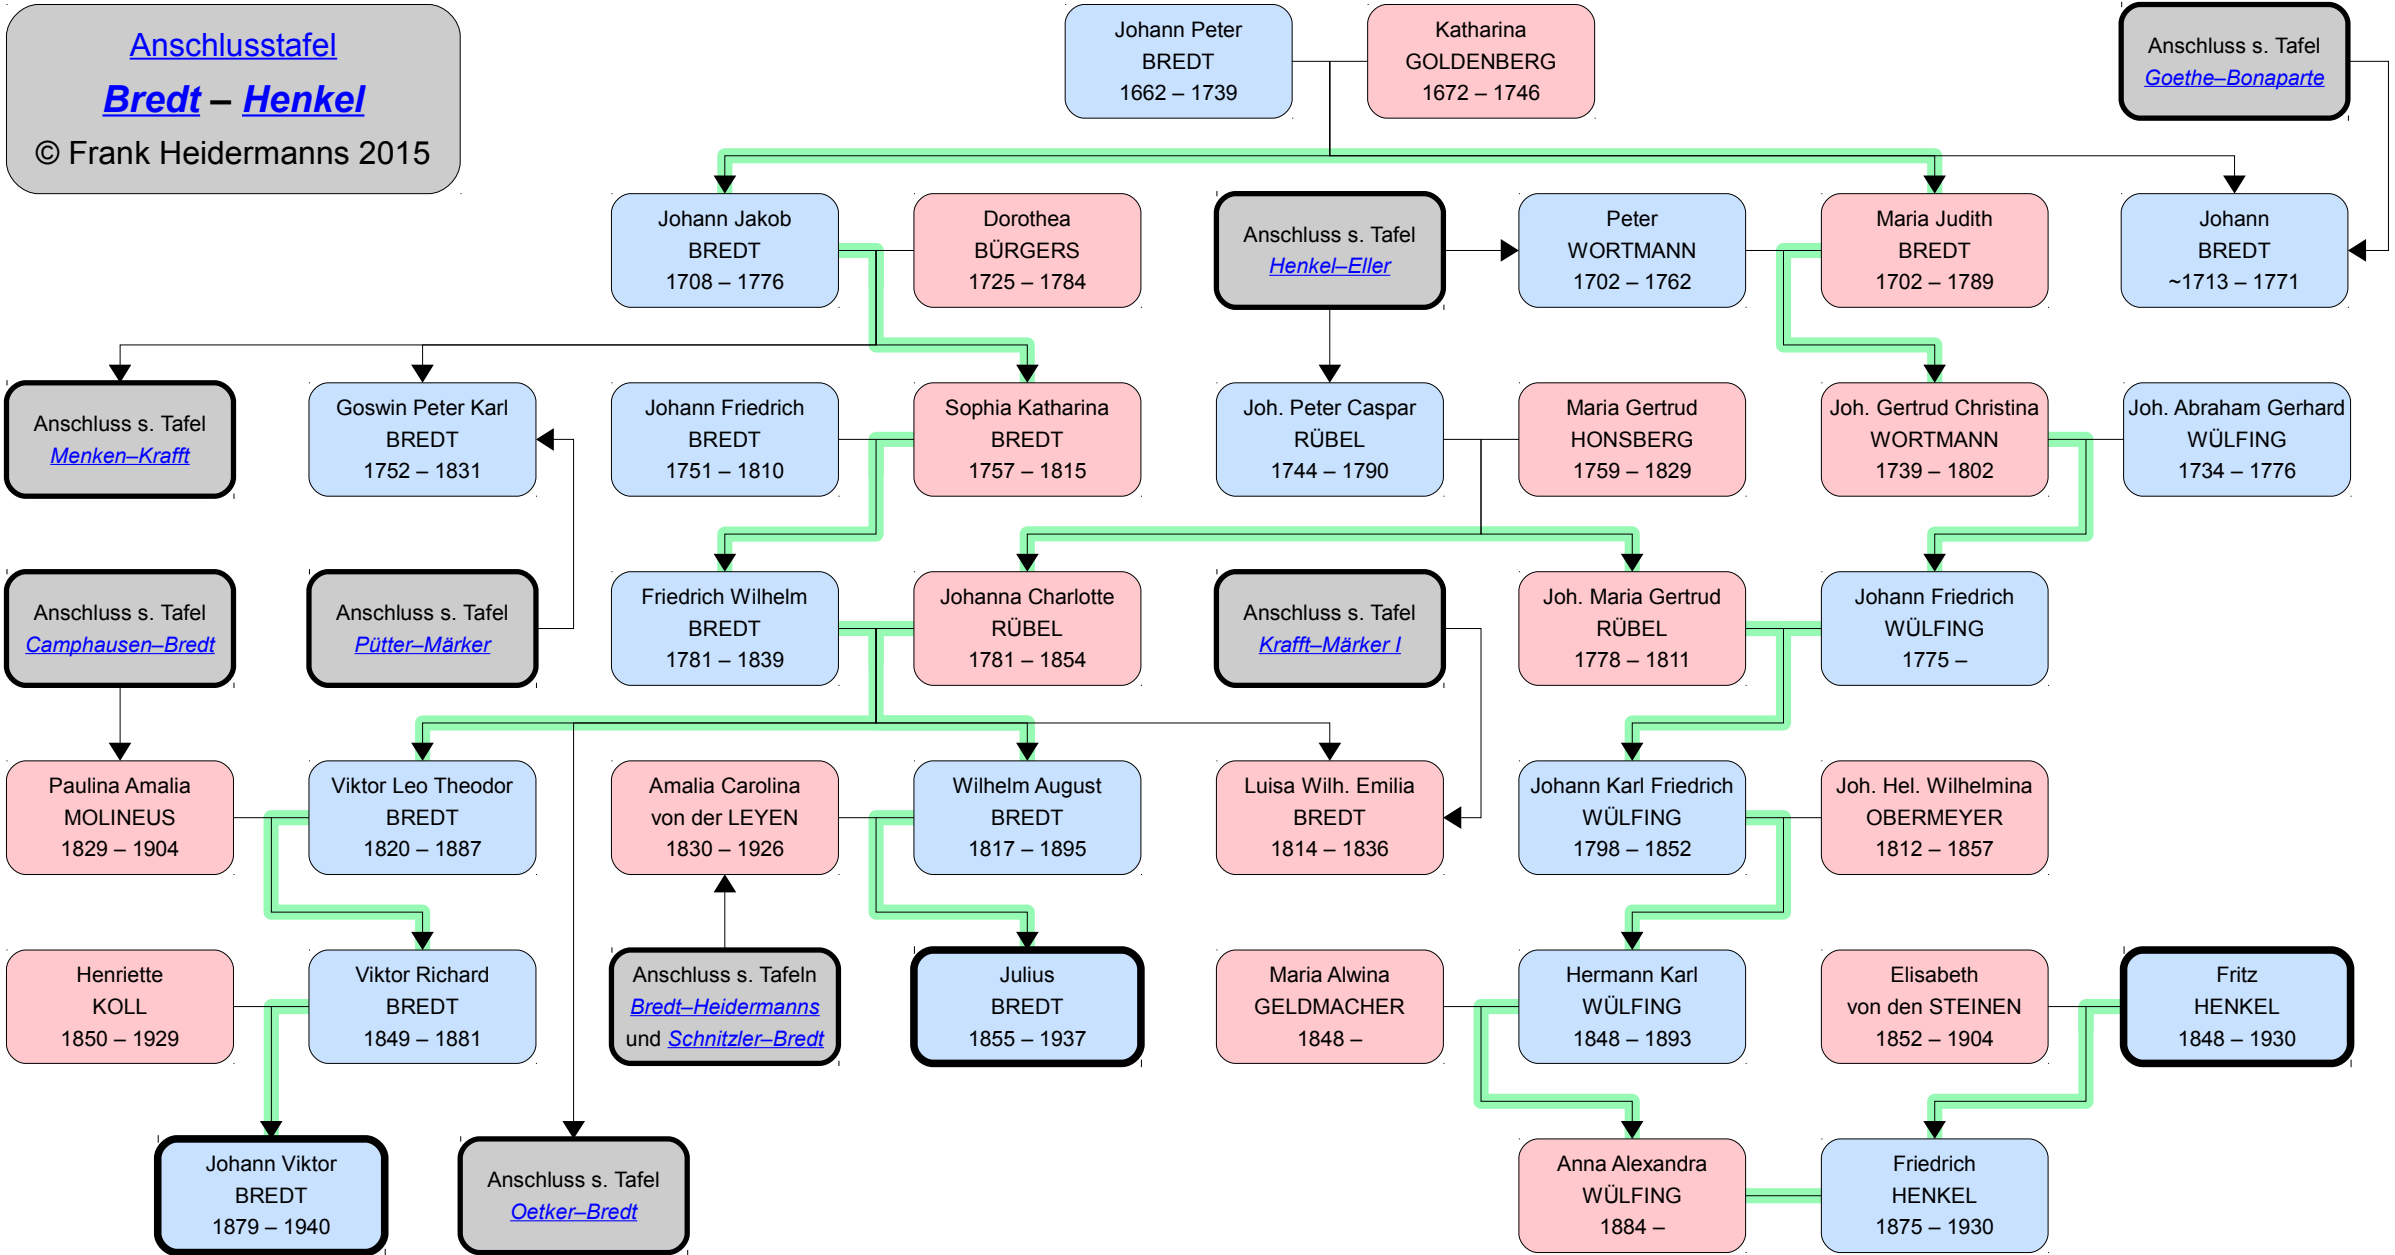 Anschlusstafel
Bredt – Henkel
© Frank Heidermanns 2015
Johann Peter
BREDT
1662 – 1739
Katharina
GOLDENBERG
1672 – 1746
Anschluss s. Tafel
Goethe–Bonaparte
Johann Jakob
BREDT
1708 – 1776
Dorothea
BÜRGERS
1725 – 1784
Anschluss s. Tafel
Henkel–Eller
Peter
WORTMANN
1702 – 1762
Maria Judith
BREDT
1702 – 1789
Johann
BREDT
~1713 – 1771
Anschluss s. Tafel
Menken–Krafft
Goswin Peter Karl
BREDT
1752 – 1831
Johann Friedrich
BREDT
1751 – 1810
Sophia Katharina
BREDT
1757 – 1815
Joh. Peter Caspar
RÜBEL
1744 – 1790
Maria Gertrud
HONSBERG
1759 – 1829
Joh. Gertrud Christina
WORTMANN
1739 – 1802
Joh. Abraham Gerhard
WÜLFING
1734 – 1776
Anschluss s. Tafel
Camphausen–Bredt
Anschluss s. Tafel
Pütter–Märker
Friedrich Wilhelm
BREDT
1781 – 1839
Johanna Charlotte
RÜBEL
1781 – 1854
Anschluss s. Tafel
Krafft–Märker I
Joh. Maria Gertrud
RÜBEL
1778 – 1811
Johann Friedrich
WÜLFING
1775 –
Paulina Amalia
MOLINEUS
1829 – 1904
Viktor Leo Theodor
BREDT
1820 – 1887
Amalia Carolina
von der LEYEN
1830 – 1926
Wilhelm August
BREDT
1817 – 1895
Luisa Wilh. Emilia
BREDT
1814 – 1836
Johann Karl Friedrich
WÜLFING
1798 – 1852
Joh. Hel. Wilhelmina
OBERMEYER
1812 – 1857
Henriette
KOLL
1850 – 1929
Viktor Richard
BREDT
1849 – 1881
Anschluss s. Tafeln
Bredt–Heidermanns
und Schnitzler–Bredt
Julius
BREDT
1855 – 1937
Maria Alwina
GELDMACHER
1848 –
Hermann Karl
WÜLFING
1848 – 1893
Elisabeth
von den STEINEN
1852 – 1904
Fritz
HENKEL
1848 – 1930
Johann Viktor
BREDT
1879 – 1940
Anschluss s. Tafel
Oetker–Bredt
Anna Alexandra
WÜLFING
1884 –
Friedrich
HENKEL
1875 – 1930